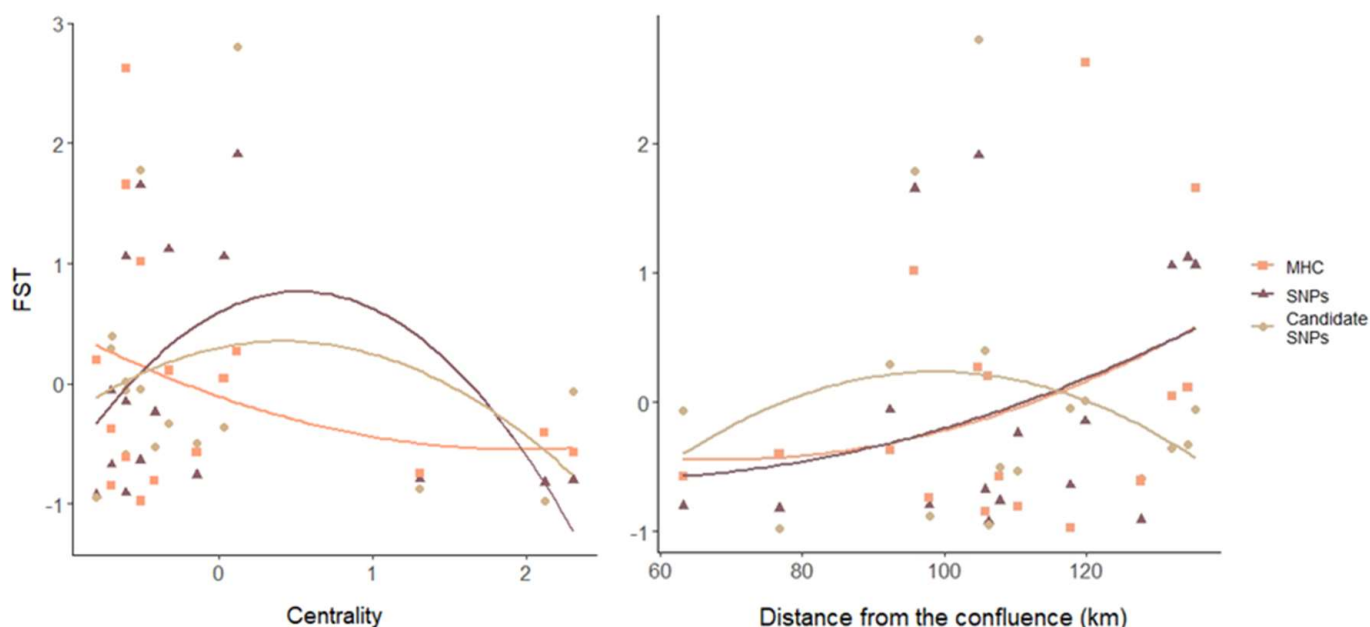 3
2
1
0
-1
FST
0 1 2
Centrality
2
1
0
-1
60 80 100 120
Distance from the confluence (km)
MHC
SNPs
Candidate
SNPs